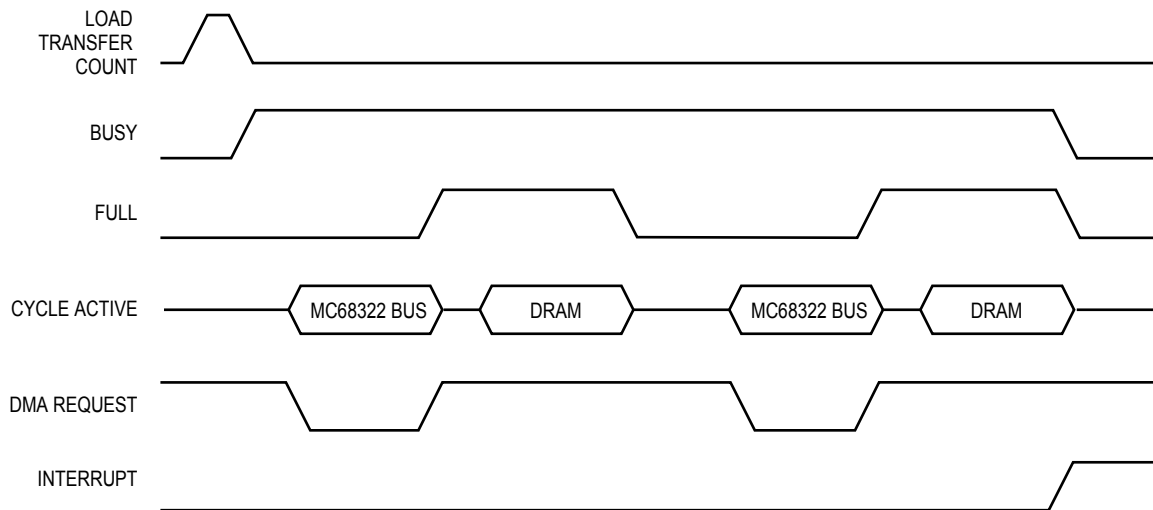 LOAD
TRANSFER
COUNT
BUSY
FULL
CYCLE ACTIVE
MC68322 BUS
DRAM
MC68322 BUS
DRAM
DMA REQUEST
INTERRUPT